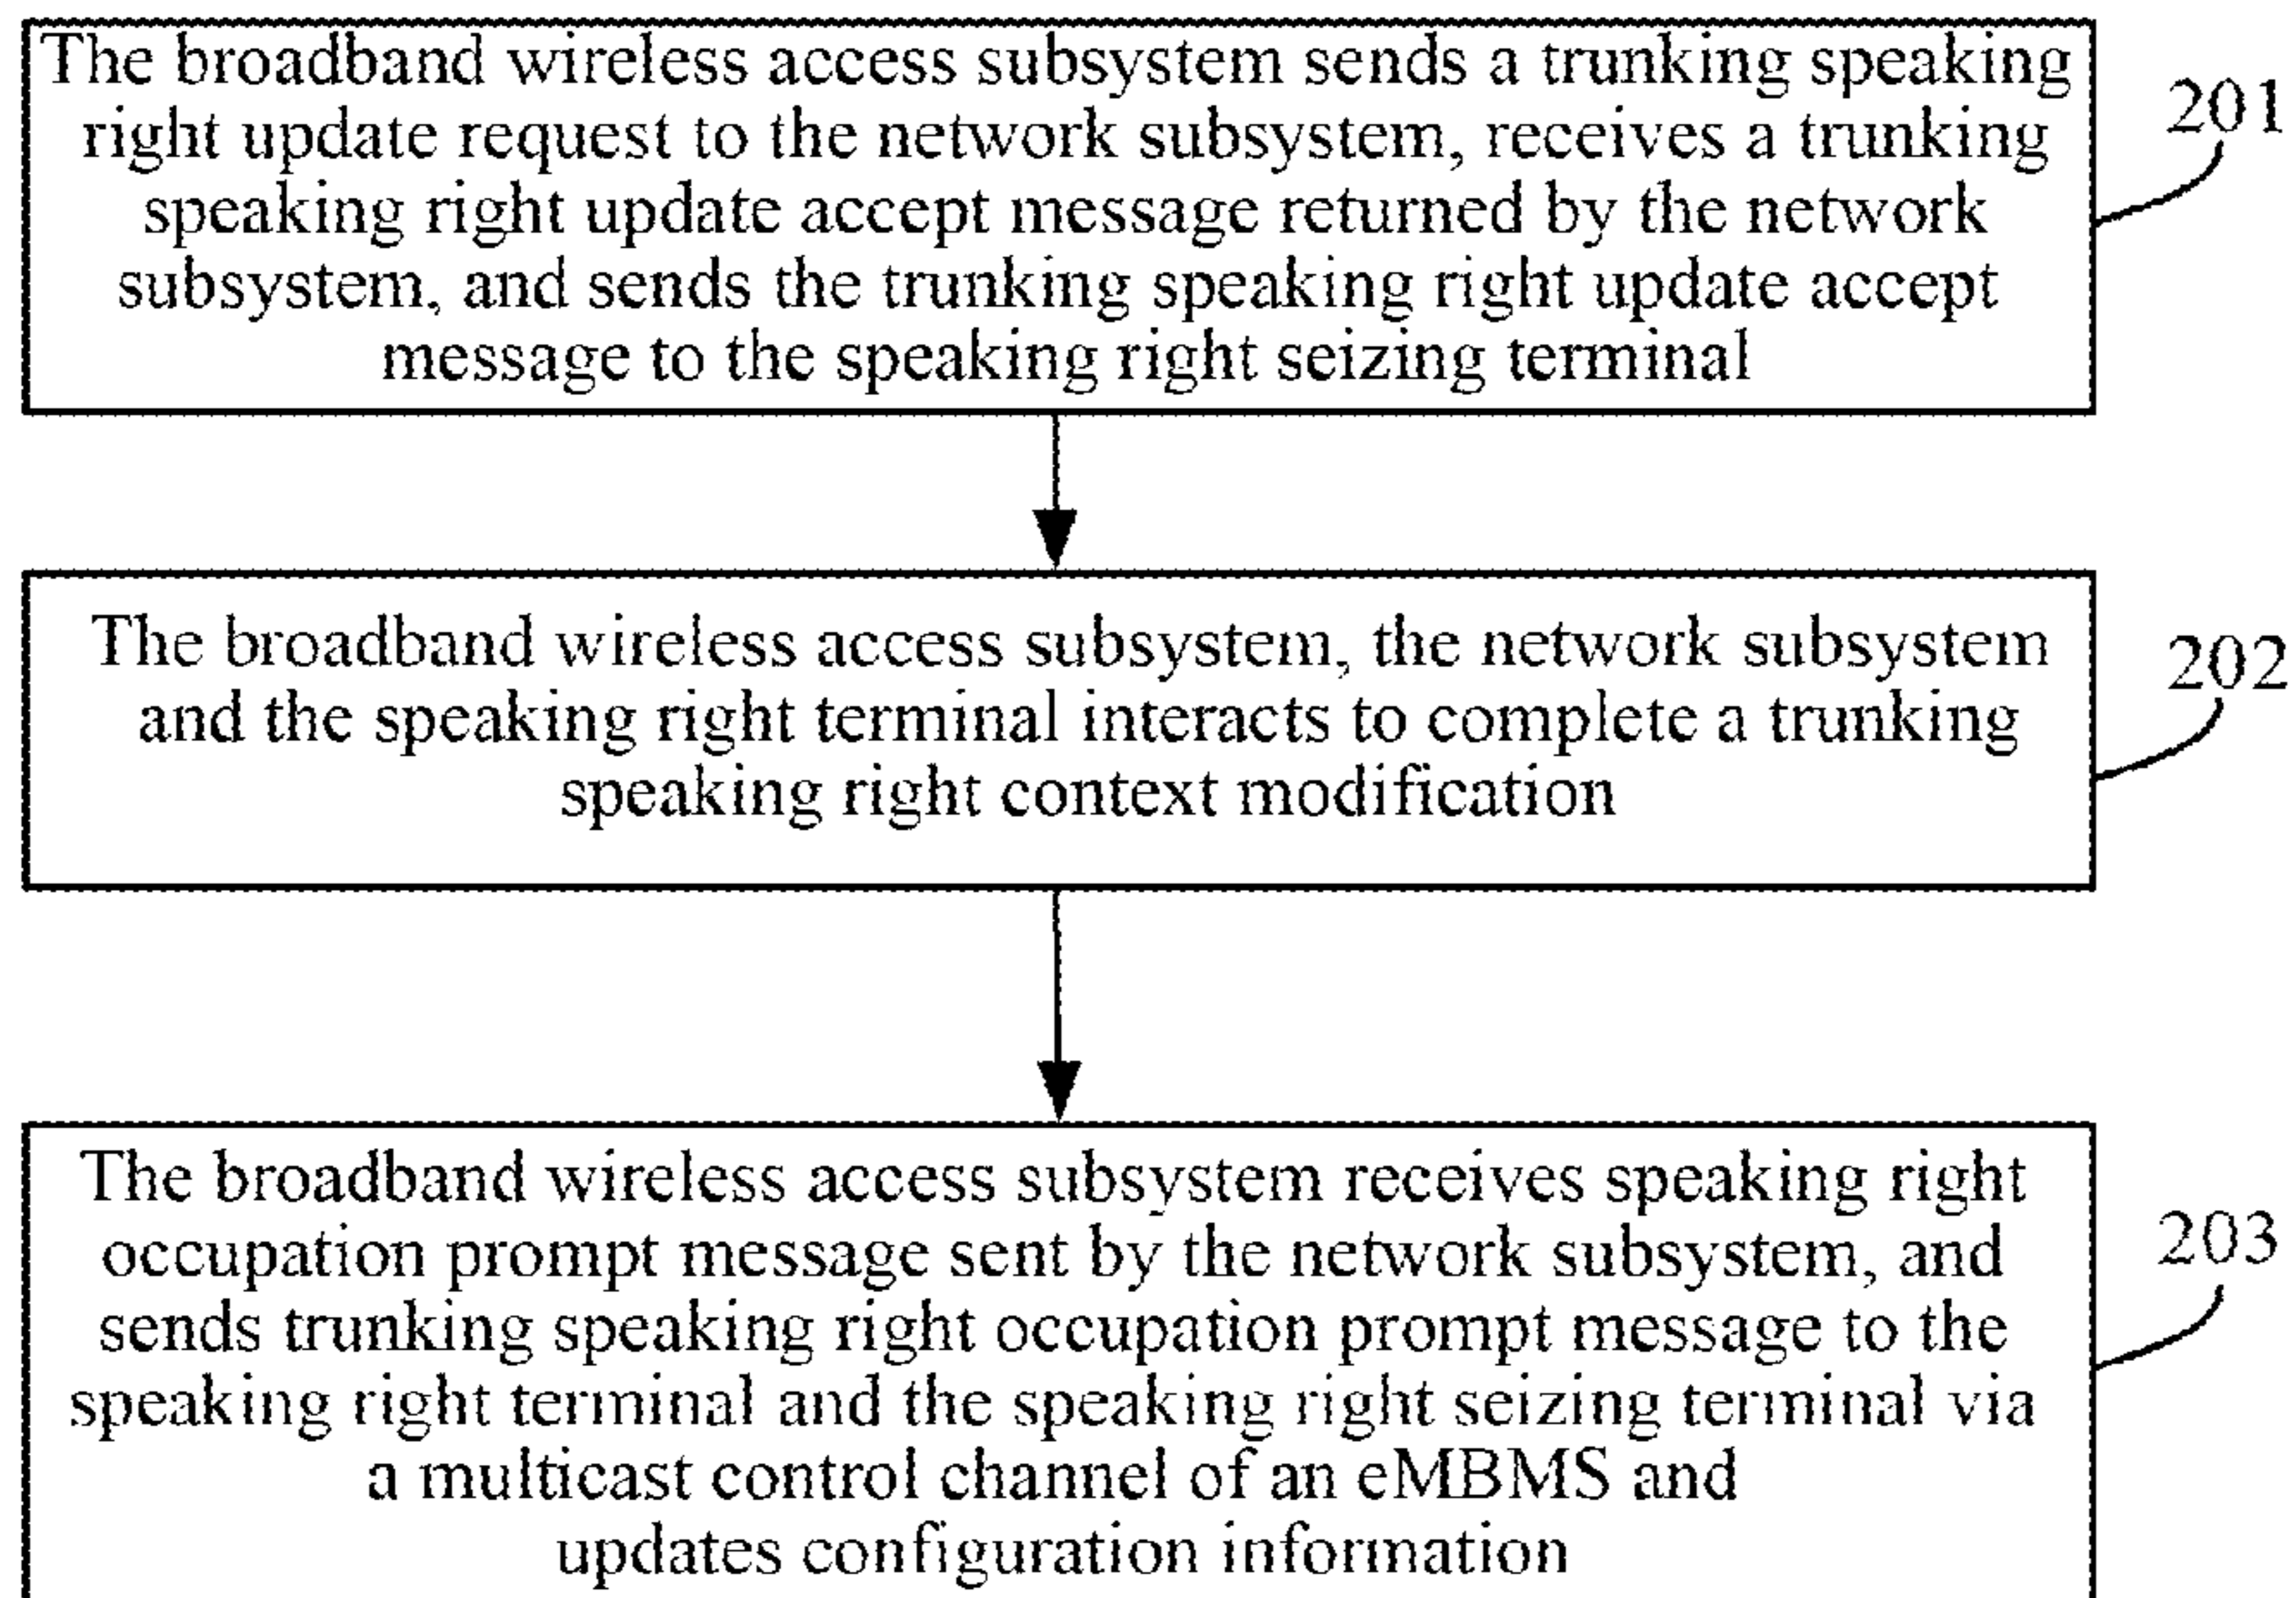 The broadband wireless access subsystem sends a trunking speaking
right update request to the network subsystem, receives a trunking
speaking right update accept message returned by the network
subsystem, and sends the trunking speaking right update accept
message to the speaking right seizing terminal
201
The broadband wireless access subsystem, the network subsystem
and the speaking right terminal interacts to complete a trunking
speaking right context modification
202
The broadband wireless access subsystem receives speaking right
occupation prompt message sent by the network subsystem, and
sends trunking speaking right occupation prompt message to the
speaking right terminal and the speaking right seizing terminal via
a multicast control channel of an eMBMS and
updates configuration information
203